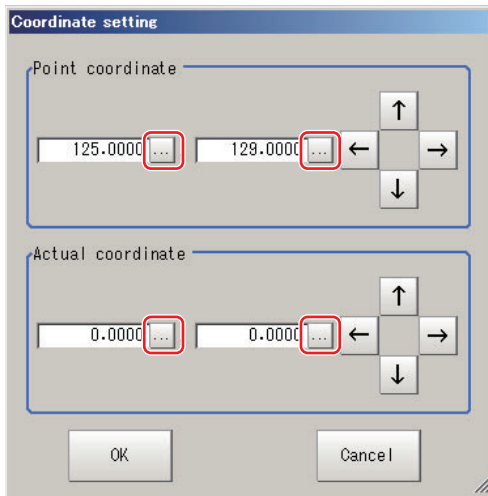 Coordinate setting
Point coordinate
↑
125.0000 ... 129.0000 ... ← →
↓
Actual coordinate
↑
0.0000 ... 0.0000 ... ← →
↓
OK Cancel